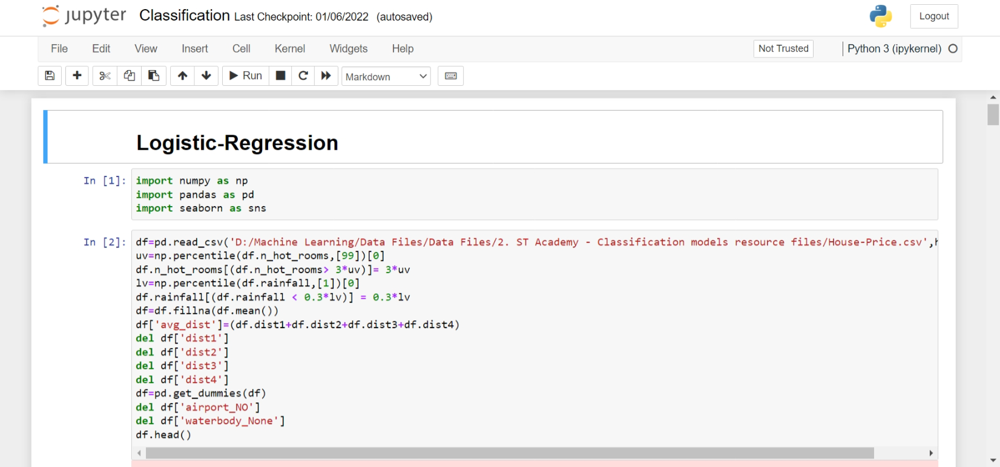 jupyter Classification Last Checkpoint: 01/06/2022 (autosaved) Logout
File Edit View Insert Cell Kernel Widgets Help Not Trusted Python 3 (ipykernel)
Run Markdown
Logistic-Regression
In [1]: import numpy as np
import pandas as pd
import seaborn as sns
In [2]: df=pd.read_csv('D:/Machine Learning/Data Files/Data Files/2. ST Academy - Classification models resource files/House-Price.csv',
uv=np.percentile(df.n_hot_rooms,[99])[0]
df.n_hot_rooms[(df.n_hot_rooms> 3*uv)]= 3*uv
lv=np.percentile(df.rainfall,[1])[0]
df.rainfall[(df.rainfall < 0.3*lv)] = 0.3*lv
df=df.fillna(df.mean())
df['avg_dist']=(df.dist1+df.dist2+df.dist3+df.dist4)
del df['dist1']
del df['dist2']
del df['dist3']
del df['dist4']
df=pd.get_dummies(df)
del df['airport_NO']
del df['waterbody_None']
df.head()